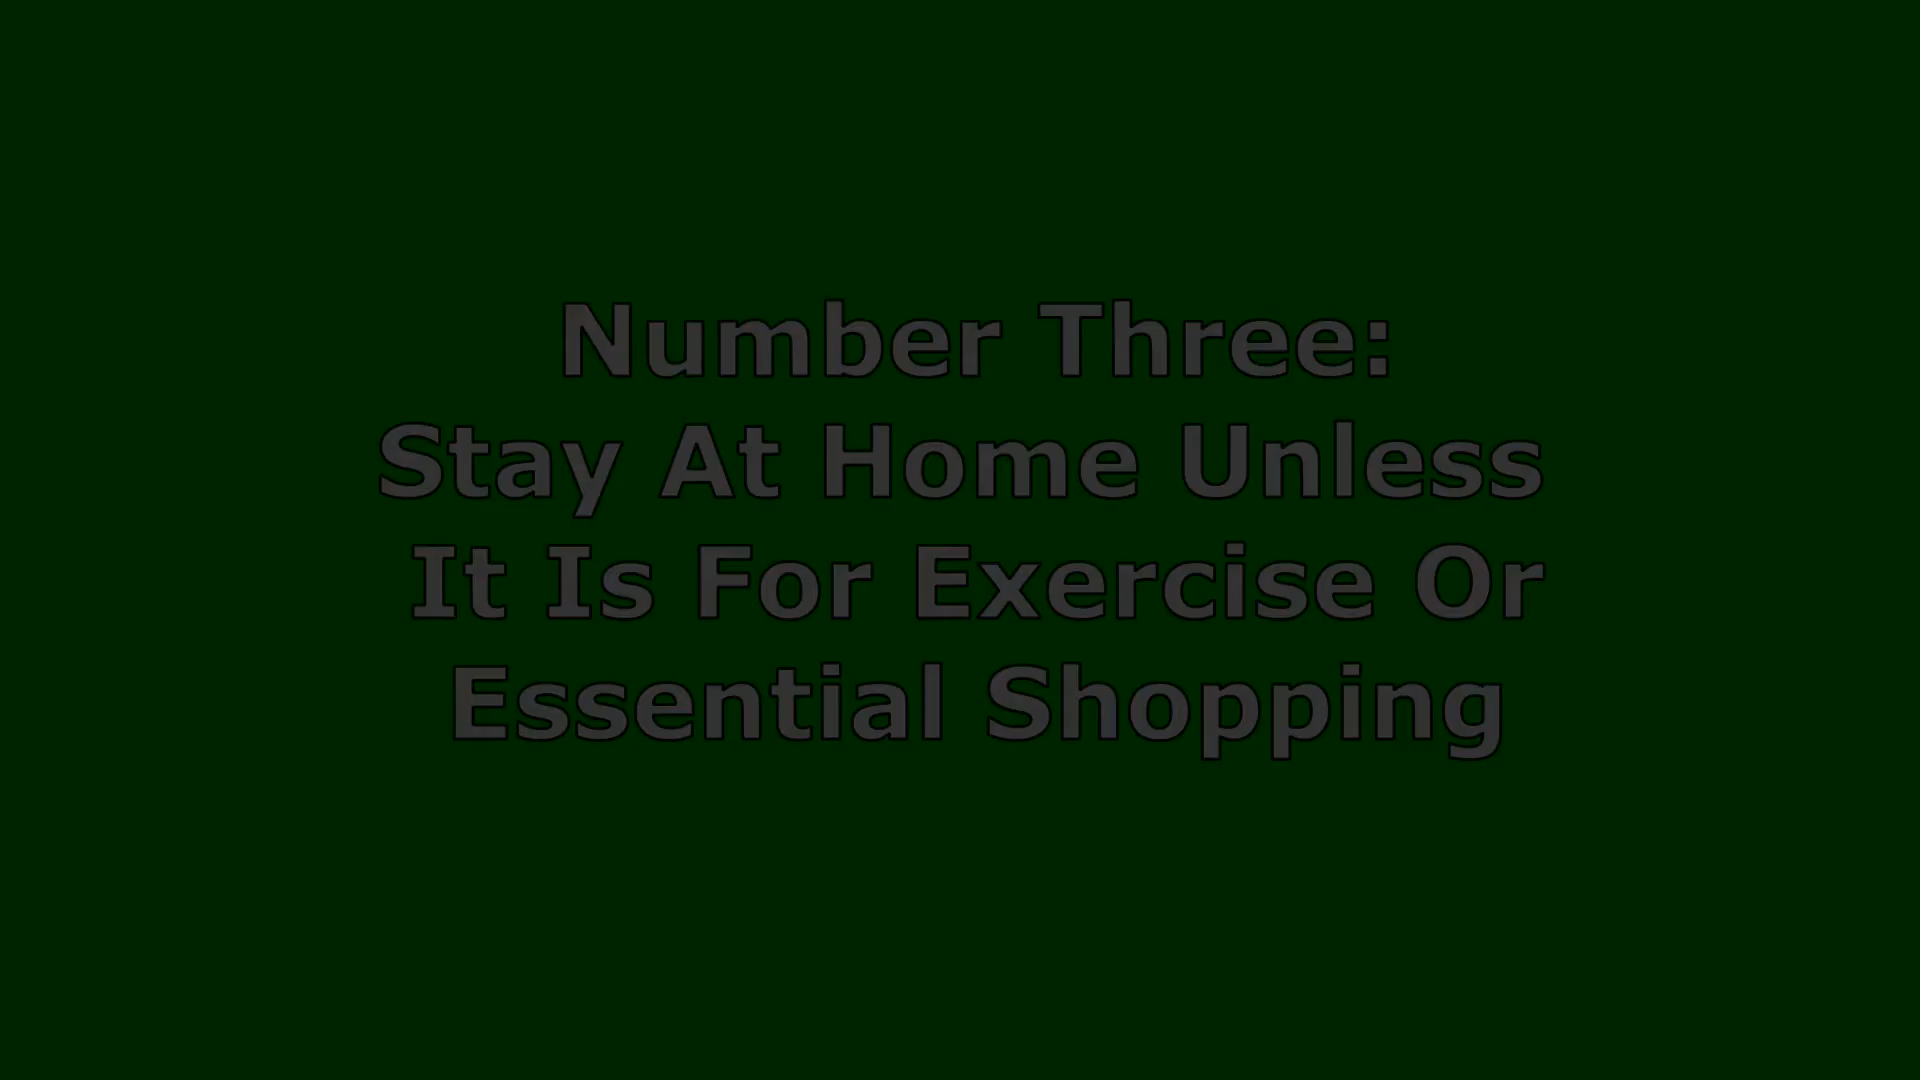 Number Three:
Stay At Home Unless
It Is For Exercise Or
Essential Shopping